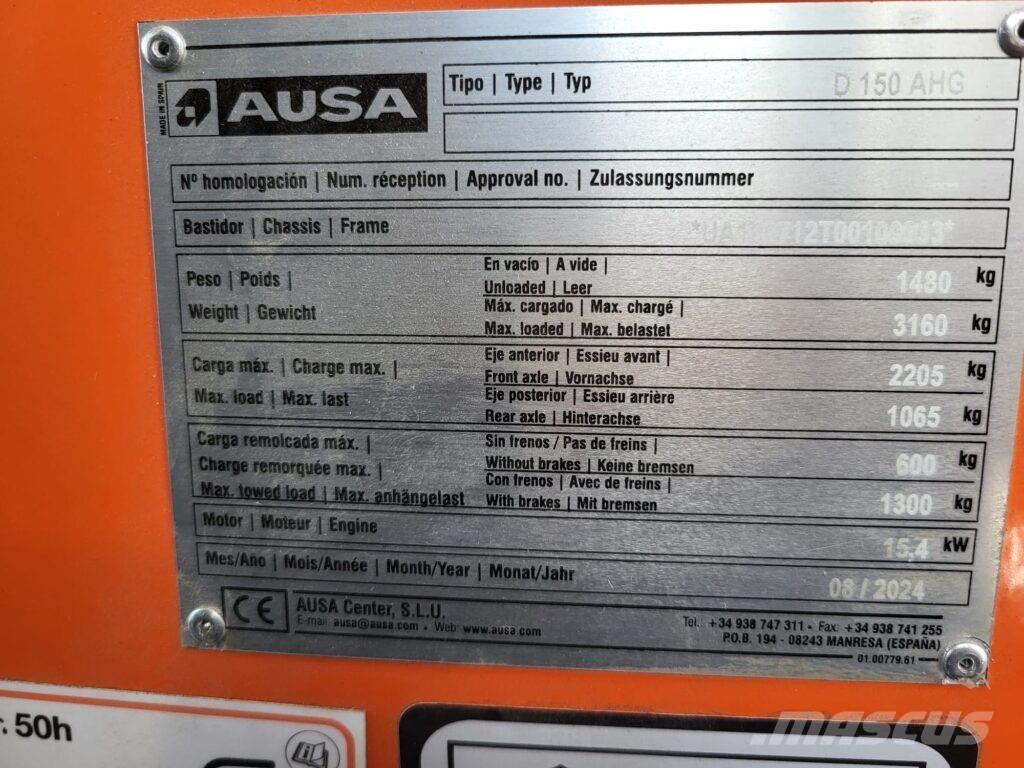 MADE IN SPAIN
AUSA
Tipo | Type | Typ D 150 AHG
Nº homologación | Num. réception | Approval no. | Zulassungsnummer
Bastidor | Chassis | Frame
Peso | Poids |
Weight | Gewicht
En vacío | A vide |
Unloaded | Leer 1480 kg
Máx. cargado | Max. chargé |
Max. loaded | Max. belastet 3160 kg
Carga máx. | Charge max. |
Max. load | Max. last
Eje anterior | Essieu avant |
Front axle | Vornachse 2205 kg
Eje posterior | Essieu arrière
Rear axle | Hinterachse 1065 kg
Carga remolcada máx. |
Charge remorquée max. |
Max. towed load | Max. anhängelast
Sin frenos / Pas de freins |
Without brakes | Keine bremsen 600 kg
Con frenos | Avec de freins |
With brakes | Mit bremsen 1300 kg
Motor | Moteur | Engine 15,4 kW
Mes/Año | Mois/Année | Month/Year | Monat/Jahr 08 / 2024
CE
AUSA Center, S.L.U.
E-mail: ausa@ausa.com • Web: www.ausa.com
Tel.: +34 938 747 311 • Fax: +34 938 741 255
P.O.B. 194 - 08243 MANRESA (ESPAÑA)
01.00779.61
50h
MASCUS